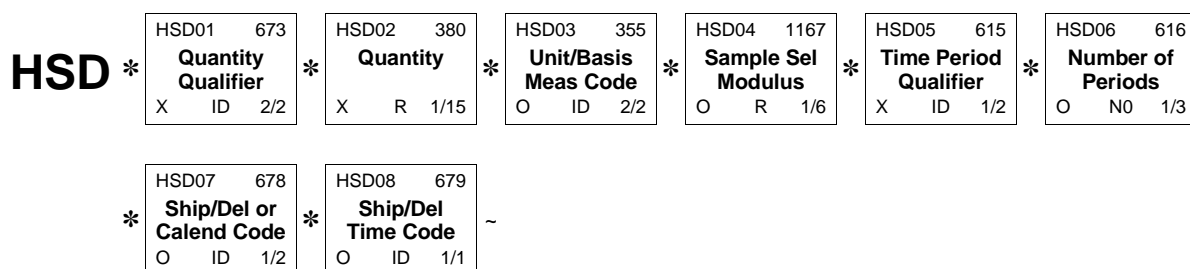 HSD01 673 HSD02 380 HSD03 355 HSD04 1167 HSD05 615 HSD06 616
HSD * Quantity Qualifier * Quantity * Unit/Basis Meas Code * Sample Sel Modulus * Time Period Qualifier * Number of Periods
X ID 2/2 X R 1/15 O ID 2/2 O R 1/6 X ID 1/2 O N0 1/3
HSD07 678 HSD08 679
* Ship/Del or Calend Code * Ship/Del Time Code ~
O ID 1/2 O ID 1/1